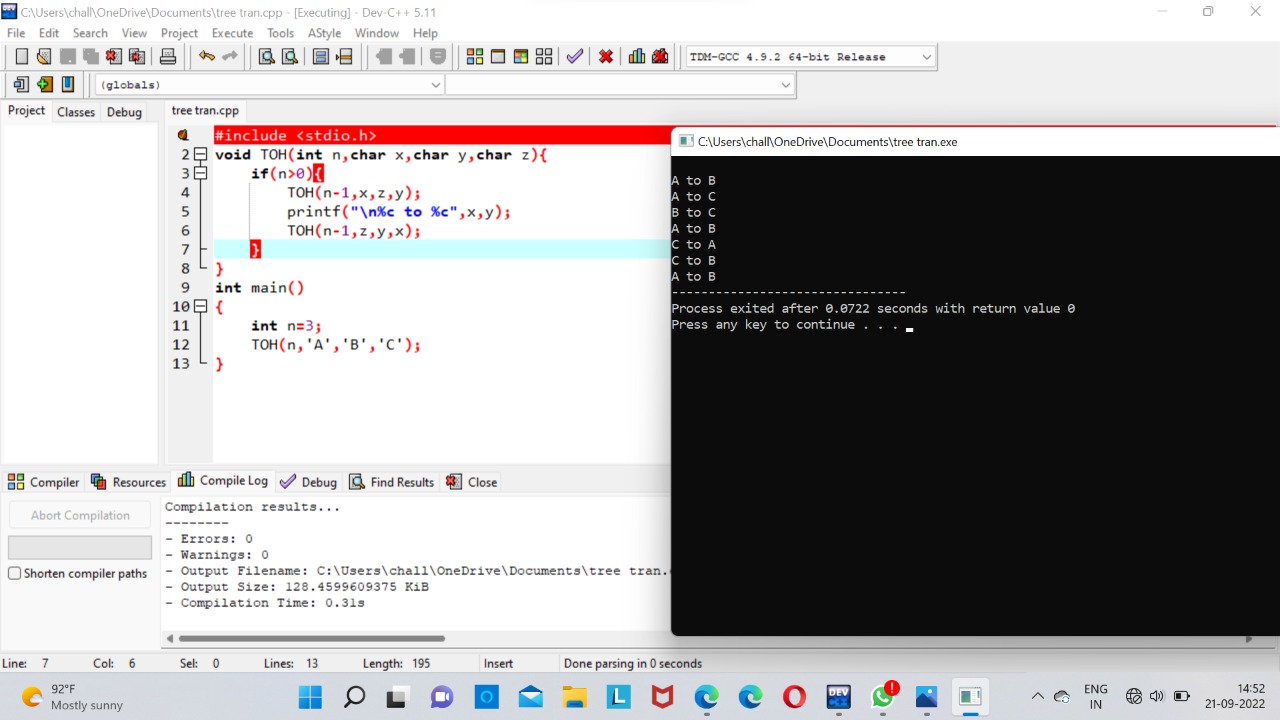 C:\Users\chall\OneDrive\Documents\tree tran.cpp - [Executing] - Dev-C++ 5.11
File Edit Search View Project Execute Tools AStyle Window Help
TDM-GCC 4.9.2 64-bit Release
(globals)
Project Classes Debug
tree tran.cpp
#include <stdio.h>
2 void TOH(int n,char x,char y,char z){
3 if(n>0){
4 TOH(n-1,x,z,y);
5 printf("\n%c to %c",x,y);
6 TOH(n-1,z,y,x);
7 }
8 }
9 int main()
10 {
11 int n=3;
12 TOH(n,'A','B','C');
13 }
C:\Users\chall\OneDrive\Documents\tree tran.exe
A to B
A to C
B to C
A to B
C to A
C to B
A to B
--------------------------------
Process exited after 0.0722 seconds with return value 0
Press any key to continue . . .
Compiler Resources Compile Log Debug Find Results Close
Abort Compilation
Shorten compiler paths
Compilation results...
--------
- Errors: 0
- Warnings: 0
- Output Filename: C:\Users\chall\OneDrive\Documents\tree tran.
- Output Size: 128.4599609375 KiB
- Compilation Time: 0.31s
Line: 7 Col: 6 Sel: 0 Lines: 13 Length: 195 Insert Done parsing in 0 seconds
92°F
Mostly sunny
L
DEV
!
ENG
IN
14:52
21-09-2022